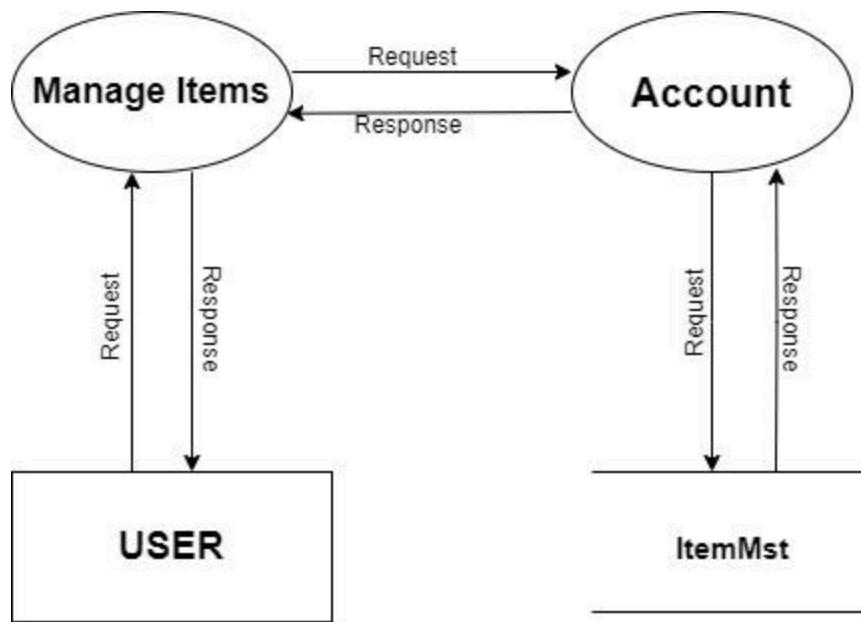 Request
Manage Items
Account
Response
Request
Response
Request
Response
USER
ItemMst